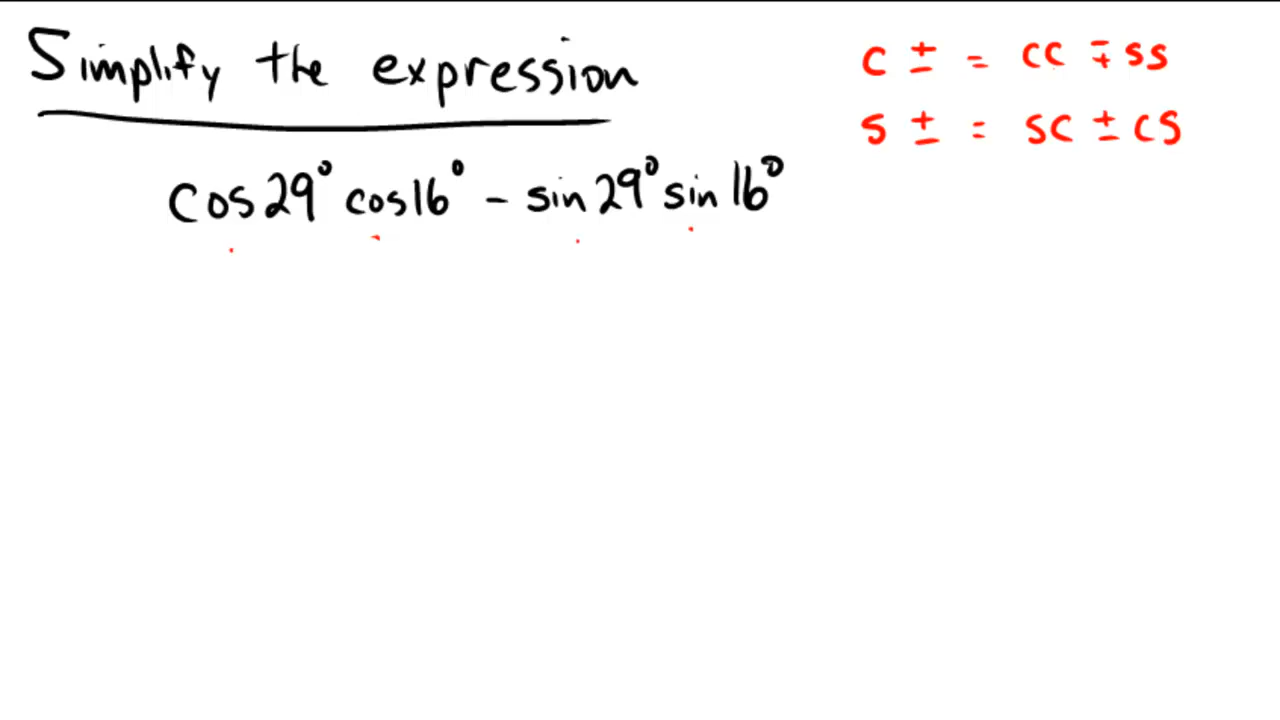 Simplify the expression
c ± = cc ∓ ss
s ± = sc ± cs
cos 29° cos 16° - sin 29° sin 16°